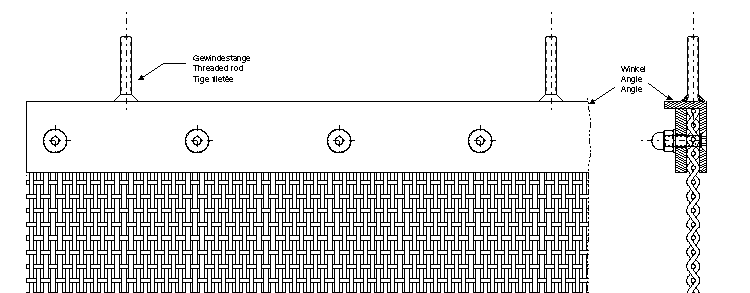 Gewindestange
Threaded rod
Tige filetée
Winkel
Angle
Angle